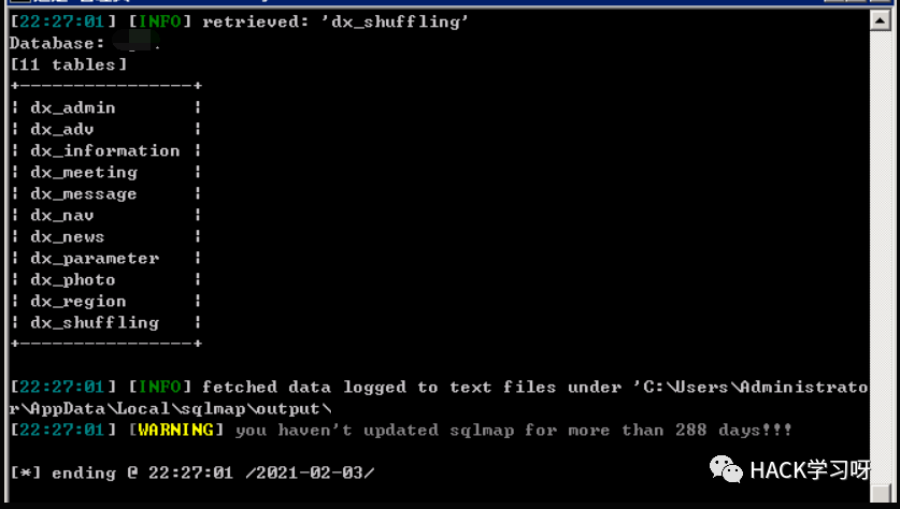 [22:27:01] [INFO] retrieved: 'dx_shuffling'
Database:
[11 tables]
+----------------+
¦ dx_admin ¦
¦ dx_adv ¦
¦ dx_information ¦
¦ dx_meeting ¦
¦ dx_message ¦
¦ dx_nav ¦
¦ dx_news ¦
¦ dx_parameter ¦
¦ dx_photo ¦
¦ dx_region ¦
¦ dx_shuffling ¦
+----------------+
[22:27:01] [INFO] fetched data logged to text files under 'C:\Users\Administrato
r\AppData\Local\sqlmap\output\
[22:27:01] [WARNING] you haven't updated sqlmap for more than 288 days!!!
[*] ending @ 22:27:01 /2021-02-03/
HACK学习呀